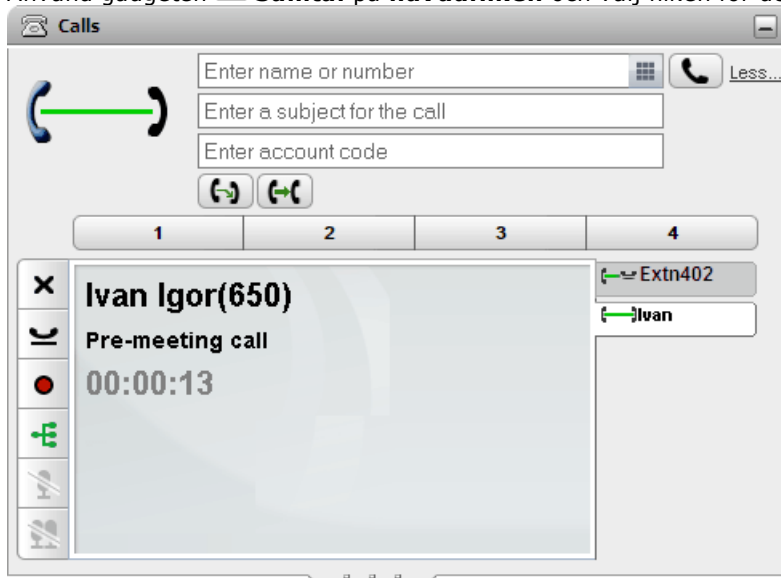 Calls
Enter name or number
Less...
Enter a subject for the call
Enter account code
1 2 3 4
Ivan Igor(650)
Pre-meeting call
00:00:13
Extn402
Ivan